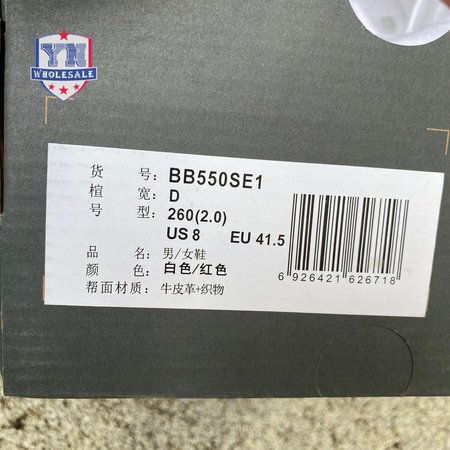 YN
WHOLESALE
货号: BB550SE1
楦宽: D
号型: 260(2.0)
US 8 EU 41.5
品名: 男/女鞋
颜色: 白色/红色
帮面材质: 牛皮革+织物
6 926421 626718